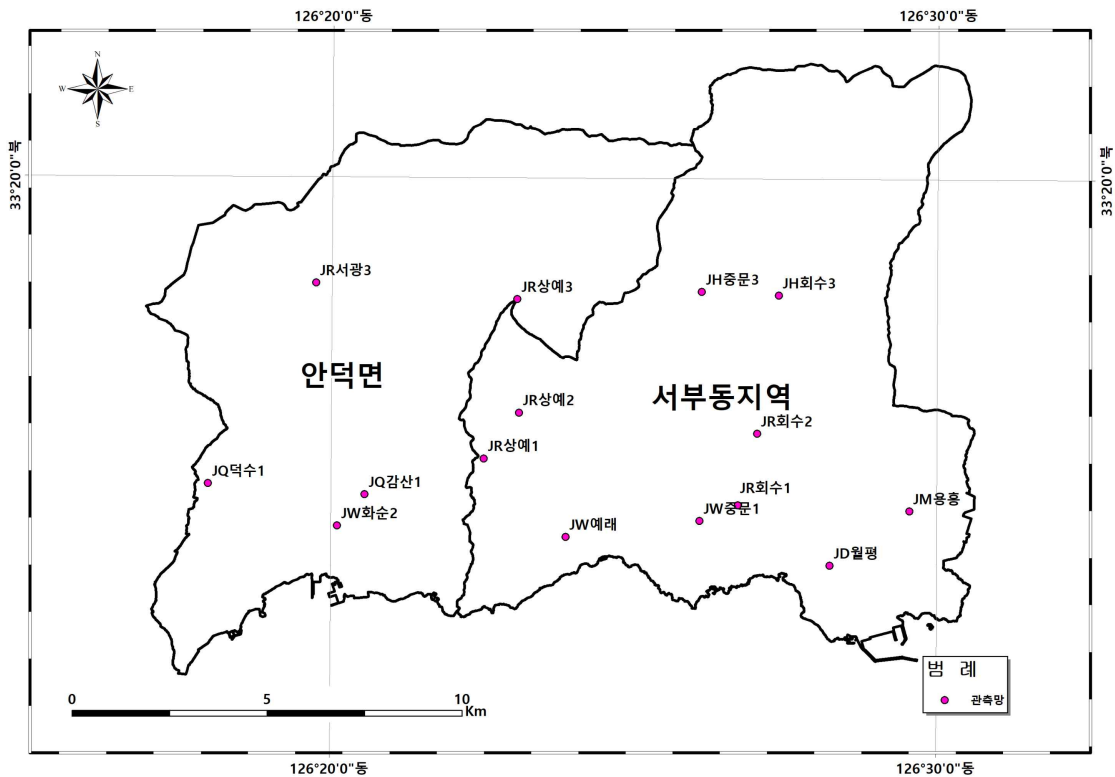 126°20'0"동
126°30'0"동
N
W
E
S
33°20'0"북
33°20'0"북
JR서광3
JR상예3
JH중문3
JH회수3
안덕면
서부동지역
JR상예2
JR회수2
JR상예1
JQ덕수1
JQ감산1
JR회수1
JW화순2
JW중문1
JM용흥
JW예래
JD월평
범 례
관측망
0
5
10
Km
126°20'0"동
126°30'0"동